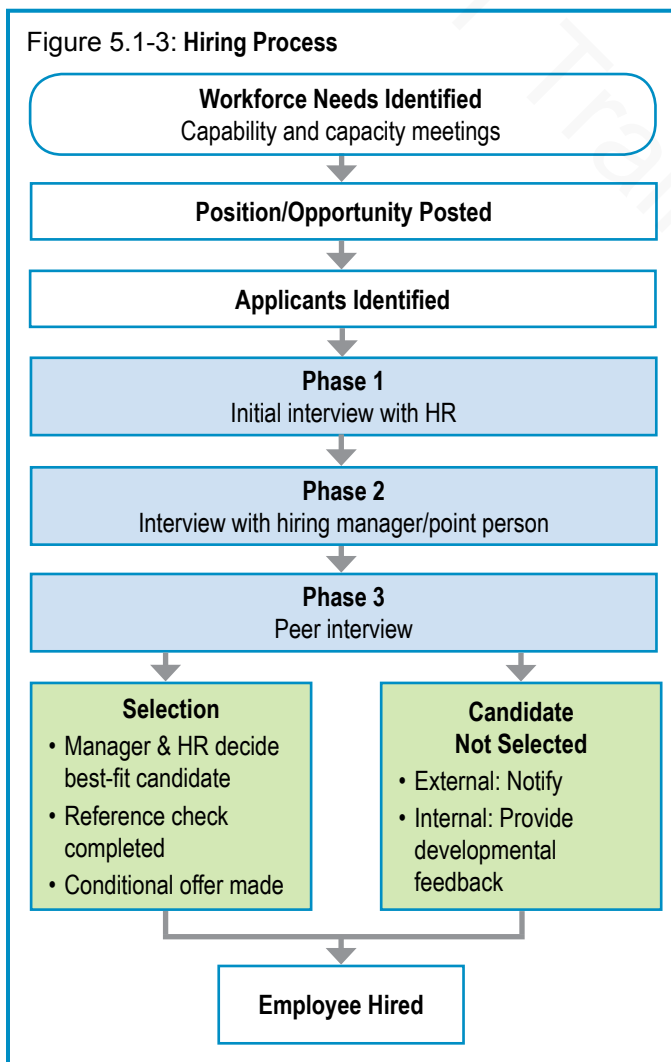 Figure 5.1-3: Hiring Process
Workforce Needs Identified
Capability and capacity meetings
Position/Opportunity Posted
Applicants Identified
Phase 1
Initial interview with HR
Phase 2
Interview with hiring manager/point person
Phase 3
Peer interview
Selection
• Manager & HR decide
best-fit candidate
• Reference check
completed
• Conditional offer made
Candidate
Not Selected
• External: Notify
• Internal: Provide
developmental
feedback
Employee Hired